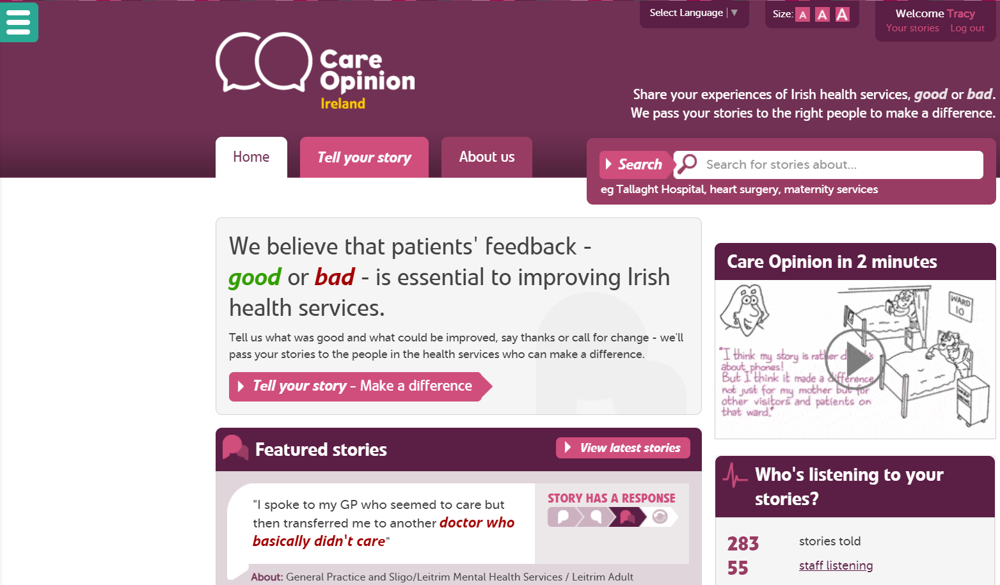 Select Language ▼
Size: A A A
Welcome Tracy
Your stories Log out
Care
Opinion
Ireland
Share your experiences of Irish health services, good or bad.
We pass your stories to the right people to make a difference.
Home
Tell your story
About us
Search
Search for stories about...
eg Tallaght Hospital, heart surgery, maternity services
We believe that patients' feedback -
good or bad - is essential to improving Irish
health services.
Tell us what was good and what could be improved, say thanks or call for change - we'll
pass your stories to the people in the health services who can make a difference.
Tell your story - Make a difference
Care Opinion in 2 minutes
WARD
10
"I think my story is rather
about phones!
But I think it made a difference
not just for my mother but for
other visitors and patients on
that ward."
Featured stories
View latest stories
"I spoke to my GP who seemed to care but
then transferred me to another doctor who
basically didn't care"
STORY HAS A RESPONSE
About: General Practice and Sligo/Leitrim Mental Health Services / Leitrim Adult
Who's listening to your
stories?
283 stories told
55 staff listening